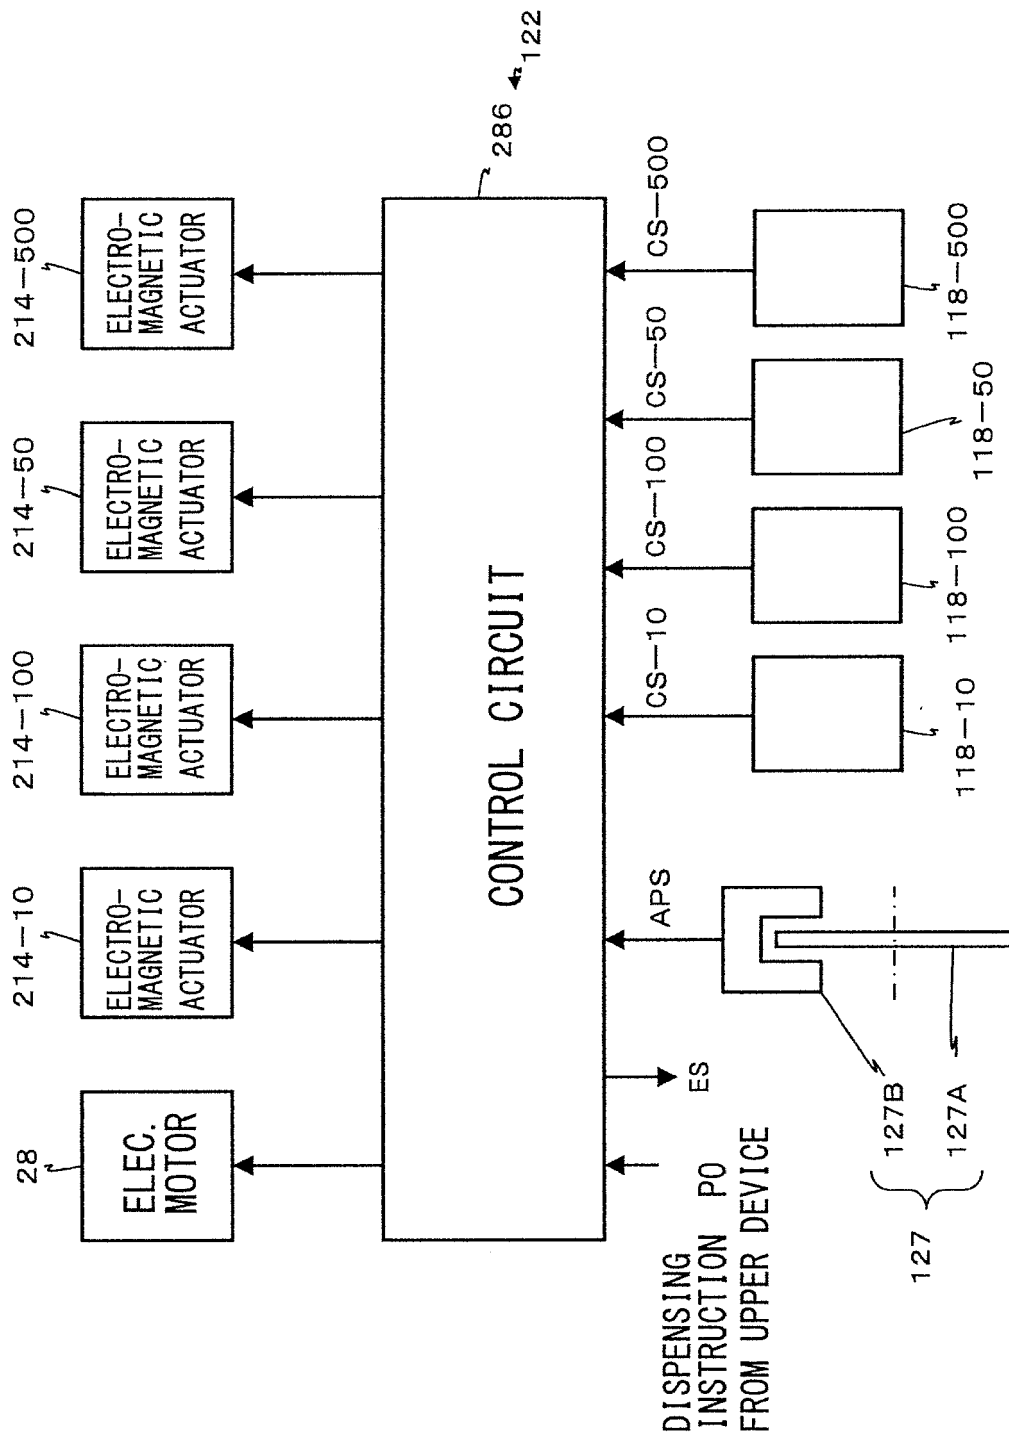 28
ELEC.
MOTOR
214-10
ELECTRO-
MAGNETIC
ACTUATOR
214-100
ELECTRO-
MAGNETIC
ACTUATOR
214-50
ELECTRO-
MAGNETIC
ACTUATOR
214-500
ELECTRO-
MAGNETIC
ACTUATOR
CONTROL CIRCUIT
286
122
DISPENSING
INSTRUCTION PO
FROM UPPER DEVICE
ES
APS
CS-10
CS-100
CS-50
CS-500
127B
127A
127
118-10
118-100
118-50
118-500